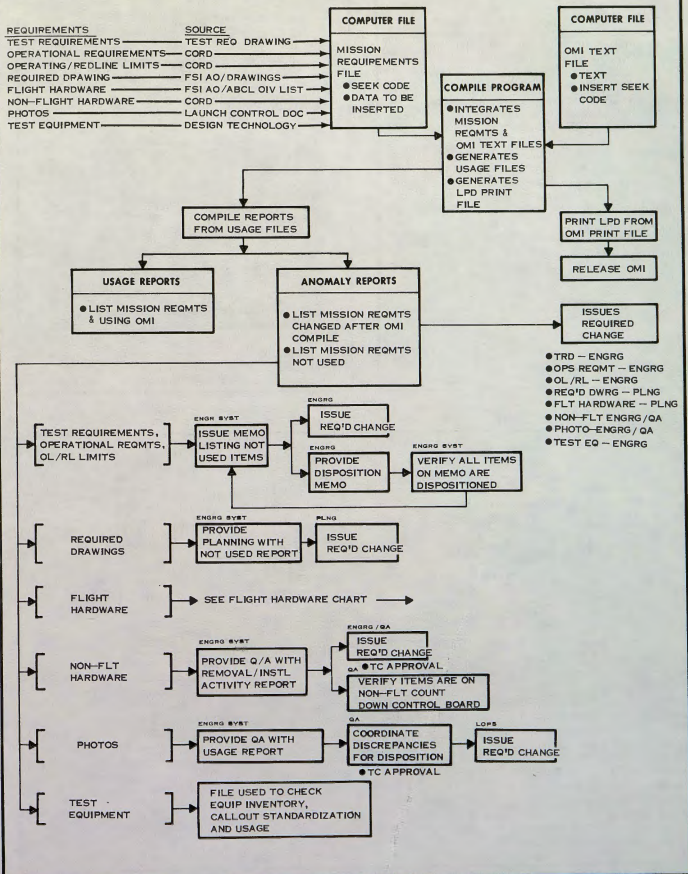 REQUIREMENTS SOURCE
TEST REQUIREMENTS TEST REQ DRAWING
OPERATIONAL REQUIREMENTS CORD
OPERATING/REDLINE LIMITS CORD
REQUIRED DRAWING FSI AO/DRAWINGS
FLIGHT HARDWARE FSI AO/ABCL OIV LIST
NON-FLIGHT HARDWARE CORD
PHOTOS LAUNCH CONTROL DOC
TEST EQUIPMENT DESIGN TECHNOLOGY
COMPUTER FILE
MISSION
REQUIREMENTS
FILE
● SEEK CODE
● DATA TO BE
INSERTED
COMPILE PROGRAM
● INTEGRATES
MISSION
REQMTS &
OMI TEXT FILES
● GENERATES
USAGE FILES
● GENERATES
LPD PRINT
FILE
COMPUTER FILE
OMI TEXT
FILE
● TEXT
● INSERT SEEK
CODE
COMPILE REPORTS
FROM USAGE FILES
PRINT LPD FROM
OMI PRINT FILE
RELEASE OMI
USAGE REPORTS
● LIST MISSION REQMTS
& USING OMI
ANOMALY REPORTS
● LIST MISSION REQMTS
CHANGED AFTER OMI
COMPILE
● LIST MISSION REQMTS
NOT USED
ISSUES
REQUIRED
CHANGE
● TRD – ENGRG
● OPS REQMT – ENGRG
● OL/RL – ENGRG
● REQ'D DWRG – PLNG
● FLT HARDWARE – PLNG
● NON-FLT ENGRG/QA
● PHOTO-ENGRG/QA
● TEST EQ – ENGRG
TEST REQUIREMENTS,
OPERATIONAL REQMTS,
OL/RL LIMITS
ENGR SYST
ISSUE MEMO
LISTING NOT
USED ITEMS
ENGRG
ISSUE
REQ'D CHANGE
ENGRG
PROVIDE
DISPOSITION
MEMO
ENGRG SYST
VERIFY ALL ITEMS
ON MEMO ARE
DISPOSITIONED
REQUIRED
DRAWINGS
ENGRG SYST
PROVIDE
PLANNING WITH
NOT USED REPORT
PLNG
ISSUE
REQ'D CHANGE
FLIGHT
HARDWARE
SEE FLIGHT HARDWARE CHART
NON-FLT
HARDWARE
ENGRG SYST
PROVIDE Q/A WITH
REMOVAL/INSTL
ACTIVITY REPORT
ENGRG/QA
ISSUE
REQ'D CHANGE
● TC APPROVAL
QA
VERIFY ITEMS ARE ON
NON-FLT COUNT
DOWN CONTROL BOARD
PHOTOS
ENGRG SYST
PROVIDE QA WITH
USAGE REPORT
QA
COORDINATE
DISCREPANCIES
FOR DISPOSITION
● TC APPROVAL
LOPS
ISSUE
REQ'D CHANGE
TEST
EQUIPMENT
FILE USED TO CHECK
EQUIP INVENTORY,
CALLOUT STANDARDIZATION
AND USAGE